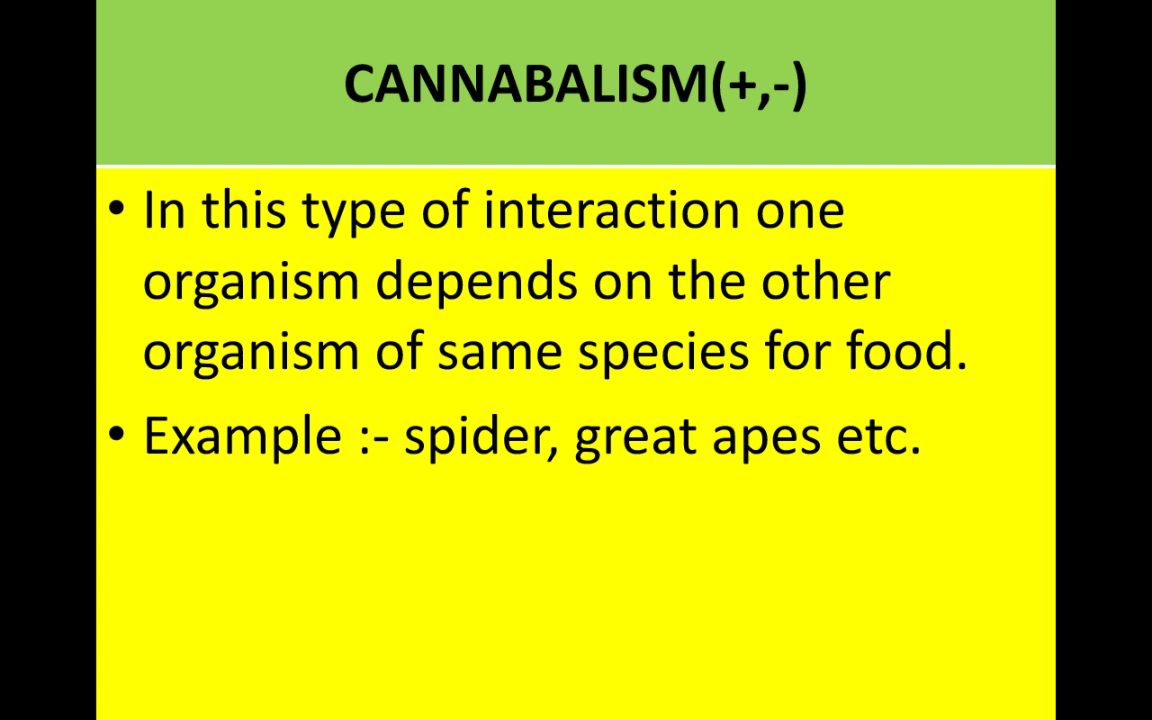 CANNABALISM(+,-)
• In this type of interaction one
organism depends on the other
organism of same species for food.
• Example :- spider, great apes etc.